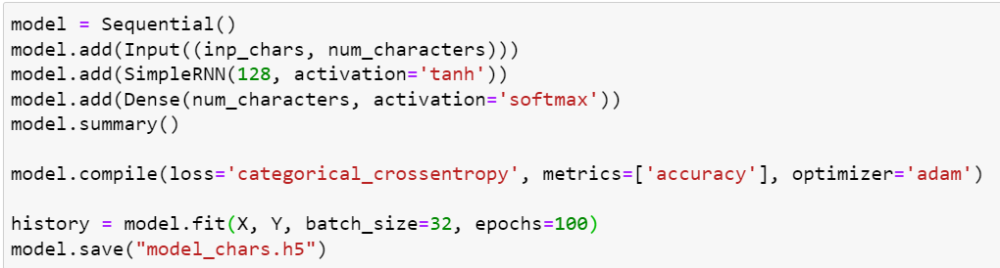 model = Sequential()
model.add(Input((inp_chars, num_characters)))
model.add(SimpleRNN(128, activation='tanh'))
model.add(Dense(num_characters, activation='softmax'))
model.summary()

model.compile(loss='categorical_crossentropy', metrics=['accuracy'], optimizer='adam')

history = model.fit(X, Y, batch_size=32, epochs=100)
model.save("model_chars.h5")